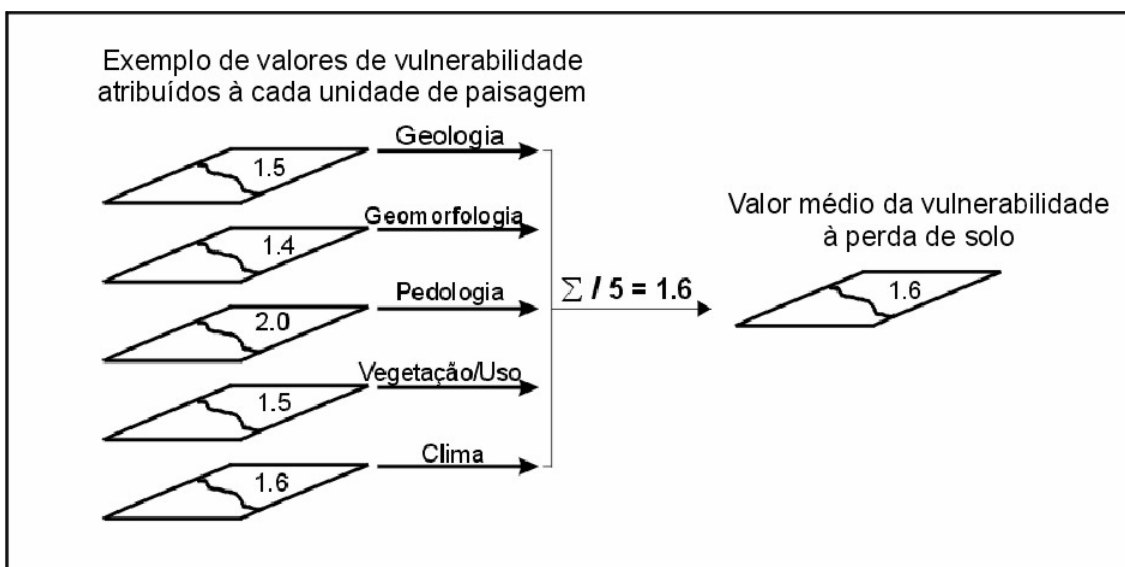 Exemplo de valores de vulnerabilidade
atribuídos à cada unidade de paisagem
Geologia
1.5
Geomorfologia
1.4
Pedologia
2.0
Vegetação/Uso
1.5
Clima
1.6
∑ / 5 = 1.6
Valor médio da vulnerabilidade
à perda de solo
1.6